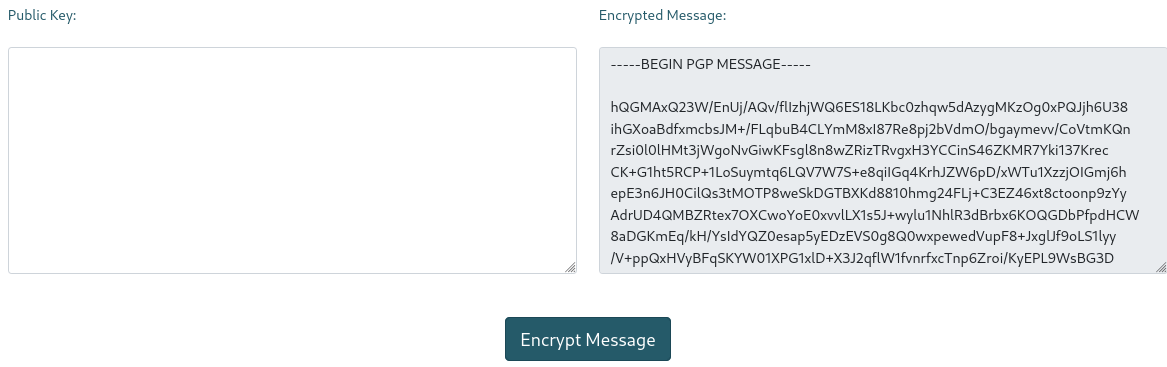 Public Key:
Encrypted Message:
-----BEGIN PGP MESSAGE-----
hQGMAxQ23W/EnUj/AQv/flIzhjWQ6ES18LKbc0zhqw5dAzygMKzOg0xPQJjh6U38
ihGXoaBdfxmcbsJM+/FLqbuB4CLYmM8xI87Re8pj2bVdmO/bgaymevv/CoVtmKQn
rZsi0l0lHMt3jWgoNvGiwKFsgl8n8wZRizTRvgxH3YCCinS46ZKMR7Yki137Krec
CK+G1ht5RCP+1LoSuymtq6LQV7W7S+e8qiIGq4KrhJZW6pD/xWTu1XzzjOIGmj6h
epE3n6JH0CilQs3tMOTP8weSkDGTBXKd8810hmg24FLj+C3EZ46xt8ctoonp9zYy
AdrUD4QMBZRtex7OXCwoYoE0xvvlLX1s5J+wylu1NhlR3dBrbx6KOQGDbPfpdHCW
8aDGKmEq/kH/YsIdYQZ0esap5yEDzEVS0g8Q0wxpewedVupF8+JxglJf9oLS1lyy
/V+ppQxHVyBFqSKYW01XPG1xlD+X3J2qflW1fvnrfxcTnp6Zroi/KyEPL9WsBG3D
Encrypt Message